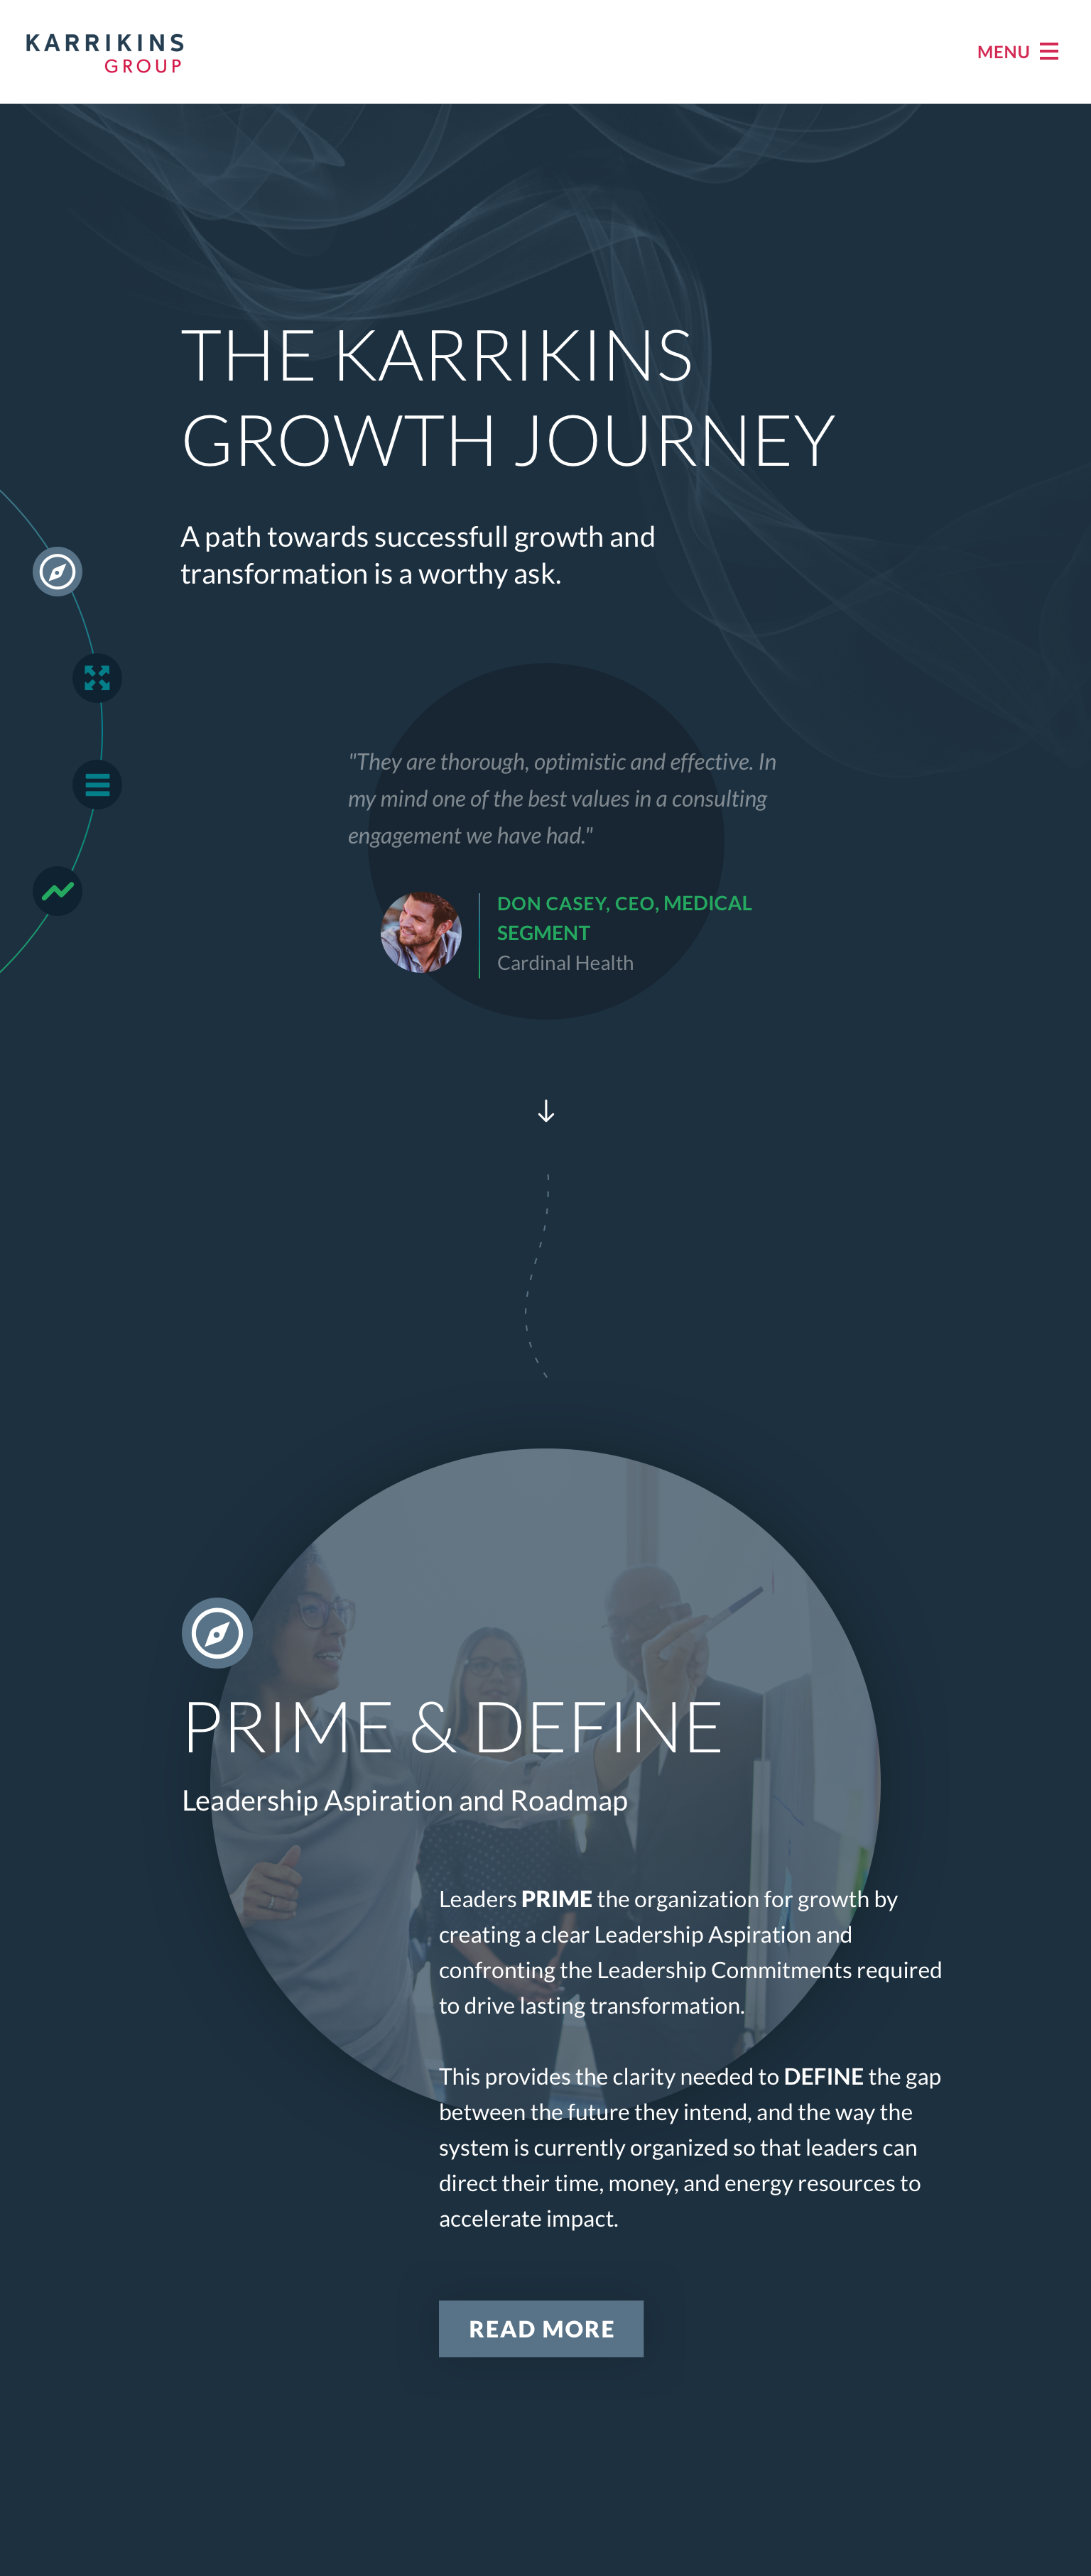 KARRIKINS
GROUP
MENU
THE KARRIKINS
GROWTH JOURNEY
A path towards successfull growth and
transformation is a worthy ask.
"They are thorough, optimistic and effective. In
my mind one of the best values in a consulting
engagement we have had."
DON CASEY, CEO, MEDICAL
SEGMENT
Cardinal Health
PRIME & DEFINE
Leadership Aspiration and Roadmap
Leaders PRIME the organization for growth by
creating a clear Leadership Aspiration and
confronting the Leadership Commitments required
to drive lasting transformation.
This provides the clarity needed to DEFINE the gap
between the future they intend, and the way the
system is currently organized so that leaders can
direct their time, money, and energy resources to
accelerate impact.
READ MORE